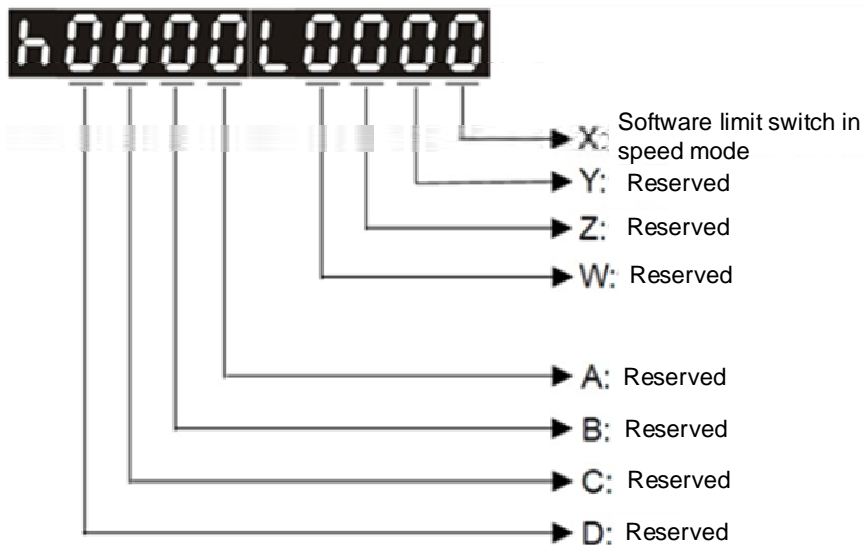 h0000L0000
X: Software limit switch in
speed mode
Y: Reserved
Z: Reserved
W: Reserved
A: Reserved
B: Reserved
C: Reserved
D: Reserved